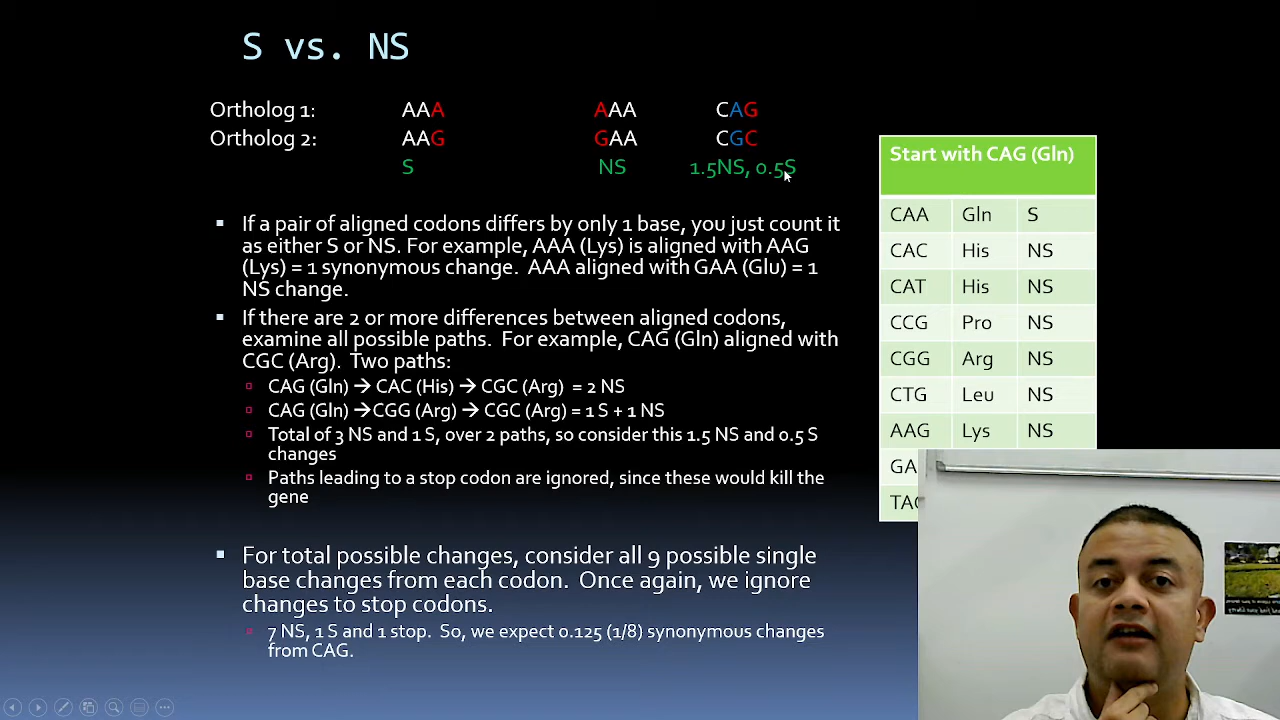 S vs. NS
Ortholog 1: AAA AAA CAG
Ortholog 2: AAG GAA CGC
S NS 1.5NS, 0.5S
If a pair of aligned codons differs by only 1 base, you just count it
as either S or NS. For example, AAA (Lys) is aligned with AAG
(Lys) = 1 synonymous change. AAA aligned with GAA (Glu) = 1
NS change.
If there are 2 or more differences between aligned codons,
examine all possible paths. For example, CAG (Gln) aligned with
CGC (Arg). Two paths:
CAG (Gln) → CAC (His) → CGC (Arg) = 2 NS
CAG (Gln) →CGG (Arg) → CGC (Arg) = 1 S + 1 NS
Total of 3 NS and 1 S, over 2 paths, so consider this 1.5 NS and 0.5 S
changes
Paths leading to a stop codon are ignored, since these would kill the
gene
For total possible changes, consider all 9 possible single
base changes from each codon. Once again, we ignore
changes to stop codons.
7 NS, 1 S and 1 stop. So, we expect 0.125 (1/8) synonymous changes
from CAG.
Start with CAG (Gln)
CAA Gln S
CAC His NS
CAT His NS
CCG Pro NS
CGG Arg NS
CTG Leu NS
AAG Lys NS